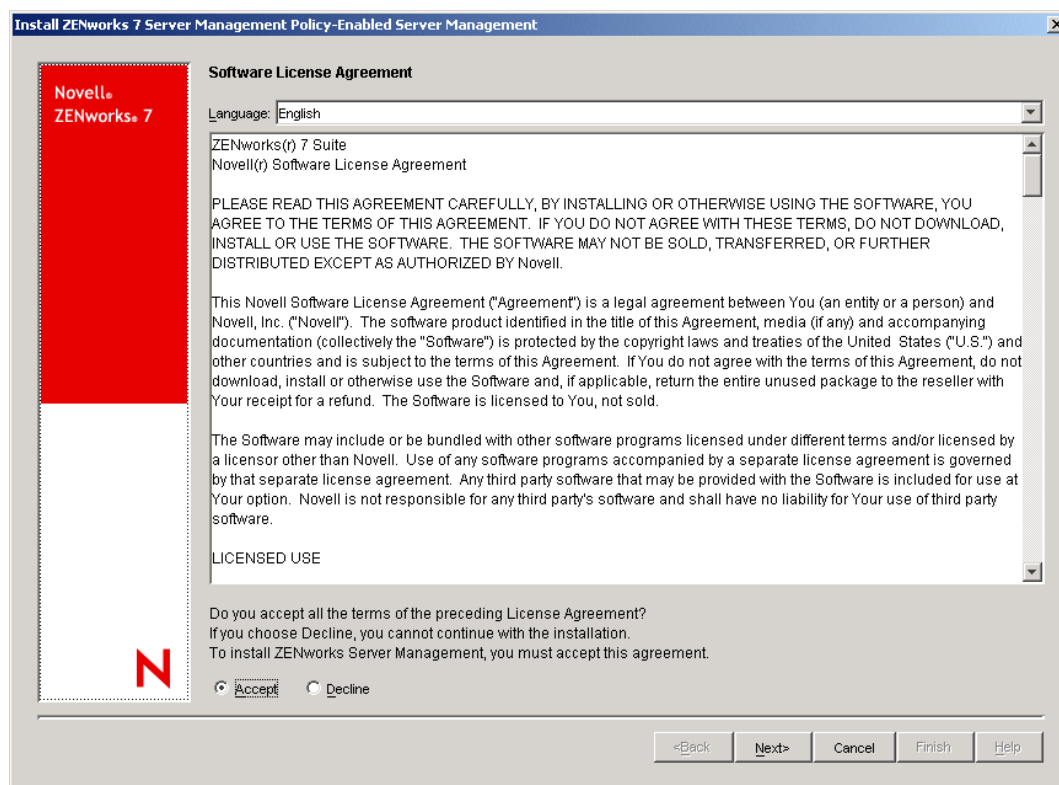 Install ZENworks 7 Server Management Policy-Enabled Server Management
Novell®
ZENworks® 7
Software License Agreement
Language: English
ZENworks(r) 7 Suite
Novell(r) Software License Agreement
PLEASE READ THIS AGREEMENT CAREFULLY, BY INSTALLING OR OTHERWISE USING THE SOFTWARE, YOU
AGREE TO THE TERMS OF THIS AGREEMENT.  IF YOU DO NOT AGREE WITH THESE TERMS, DO NOT DOWNLOAD,
INSTALL OR USE THE SOFTWARE.  THE SOFTWARE MAY NOT BE SOLD, TRANSFERRED, OR FURTHER
DISTRIBUTED EXCEPT AS AUTHORIZED BY Novell.
This Novell Software License Agreement ("Agreement") is a legal agreement between You (an entity or a person) and
Novell, Inc. ("Novell").  The software product identified in the title of this Agreement, media (if any) and accompanying
documentation (collectively the "Software") is protected by the copyright laws and treaties of the United  States ("U.S.") and
other countries and is subject to the terms of this Agreement.  If You do not agree with the terms of this Agreement, do not
download, install or otherwise use the Software and, if applicable, return the entire unused package to the reseller with
Your receipt for a refund.  The Software is licensed to You, not sold.
The Software may include or be bundled with other software programs licensed under different terms and/or licensed by
a licensor other than Novell.  Use of any software programs accompanied by a separate license agreement is governed
by that separate license agreement.  Any third party software that may be provided with the Software is included for use at
Your option.  Novell is not responsible for any third party's software and shall have no liability for Your use of third party
software.
LICENSED USE
Do you accept all the terms of the preceding License Agreement?
If you choose Decline, you cannot continue with the installation.
To install ZENworks Server Management, you must accept this agreement.
Accept Decline
N
<Back Next> Cancel Finish Help